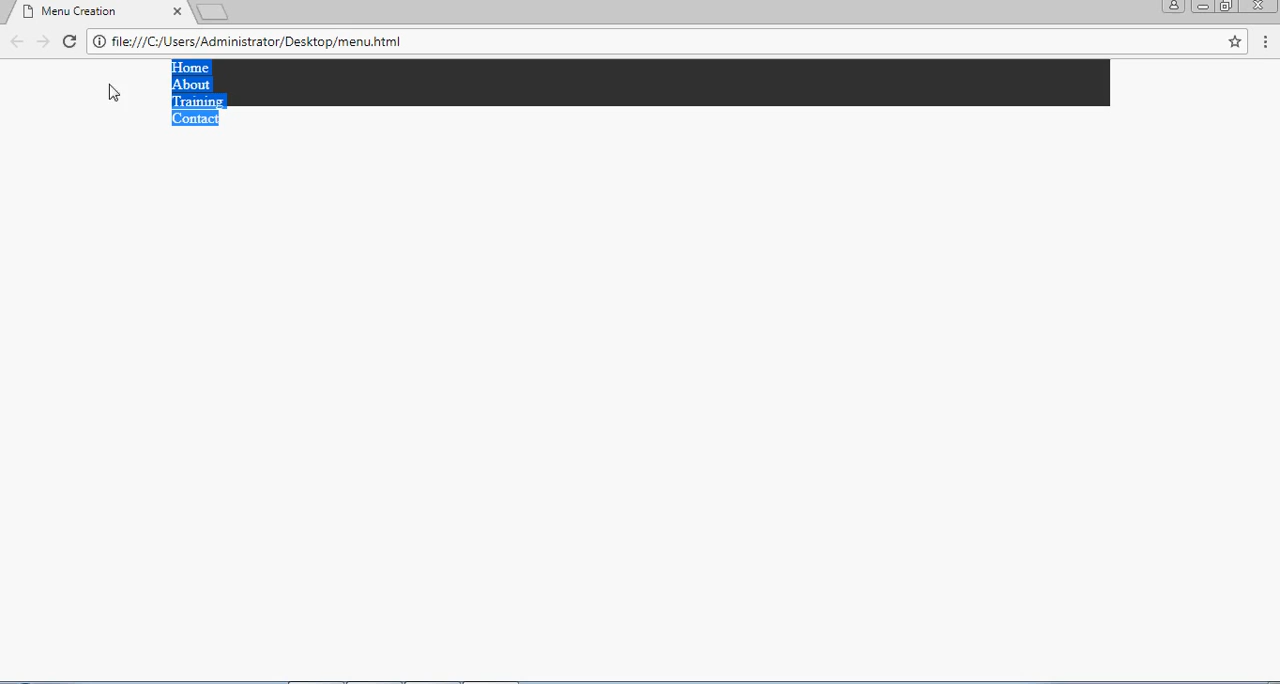 Menu Creation
file:///C:/Users/Administrator/Desktop/menu.html
Home
About
Training
Contact